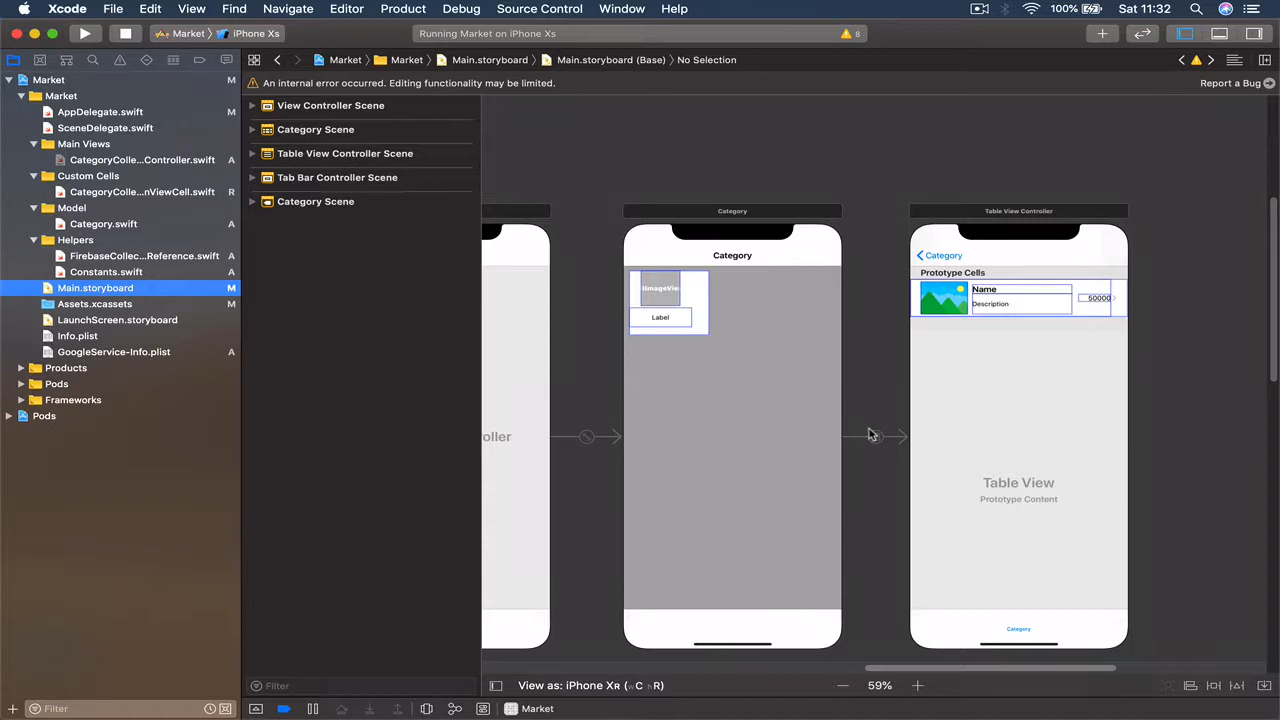 Xcode File Edit View Find Navigate Editor Product Debug Source Control Window Help 100% Sat 11:32
Market iPhone Xs Running Market on iPhone Xs 8
Market Market Main.storyboard Main.storyboard (Base) No Selection
An internal error occurred. Editing functionality may be limited. Report a Bug
Market M
Market
AppDelegate.swift M
SceneDelegate.swift
Main Views
CategoryColle...Controller.swift A
Custom Cells
CategoryColle...nViewCell.swift R
Model
Category.swift A
Helpers
FirebaseCollec...Reference.swift A
Constants.swift A
Main.storyboard M
Assets.xcassets M
LaunchScreen.storyboard
Info.plist
GoogleService-Info.plist A
Products
Pods
Frameworks
Pods
Filter
View Controller Scene
Category Scene
Table View Controller Scene
Tab Bar Controller Scene
Category Scene
Filter
oller
Category
Category
Label
Table View Controller
Category
Prototype Cells
Name
Description
50000
Table View
Prototype Content
Category
View as: iPhone XR (wC hR) 59%
Market